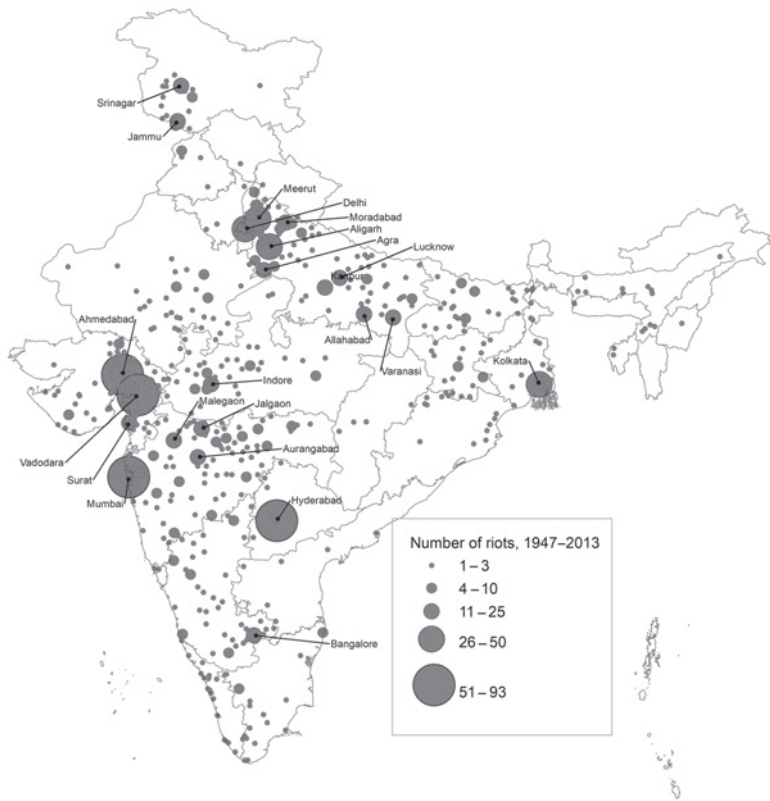 Srinagar
Jammu
Meerut
Delhi
Moradabad
Aligarh
Agra
Lucknow
Kanpur
Ahmedabad
Allahabad
Varanasi
Kolkata
Indore
Malegaon
Jalgaon
Vadodara
Aurangabad
Surat
Mumbai
Hyderabad
Bangalore
Number of riots, 1947–2013
1–3
4–10
11–25
26–50
51–93